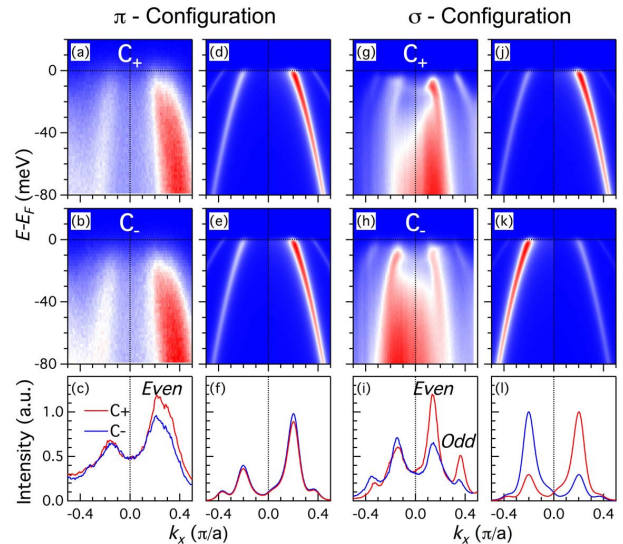 π - Configuration
σ - Configuration
(a) C+ (d) (g) C+ (j)
0
-40
-80
(b) C- (e) (h) C- (k)
0
-40
-80
E-EF (meV)
(c) Even (f) (i) Even (l)
C+
C-
Odd
1.0
0.5
0.0
Intensity (a.u.)
-0.4 0.0 0.4 -0.4 0.0 0.4 -0.4 0.0 0.4 -0.4 0.0 0.4
kx (π/a) kx (π/a)